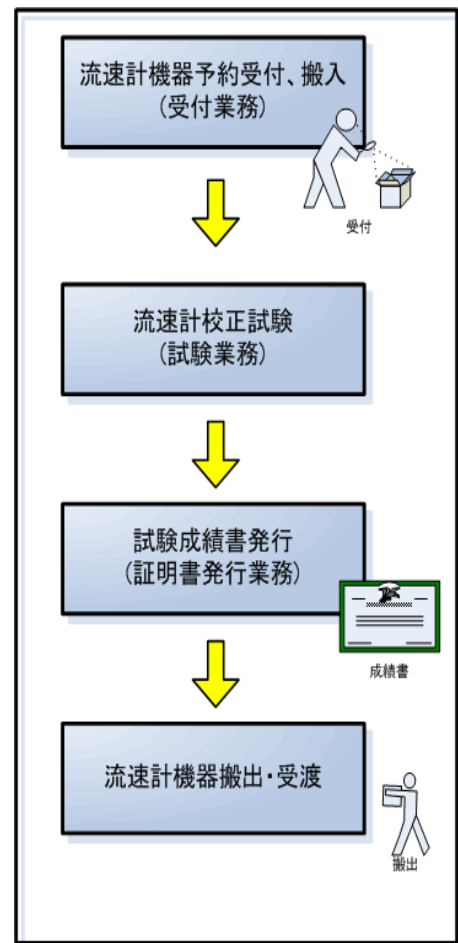 流速計機器予約受付、搬入
(受付業務)
受付
流速計校正試験
(試験業務)
試験成績書発行
(証明書発行業務)
成績書
流速計機器搬出・受渡
搬出